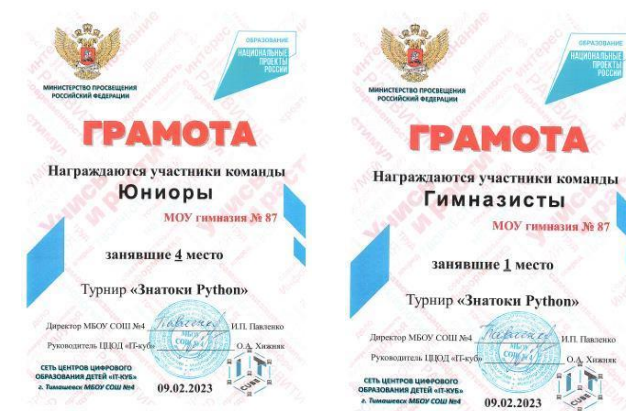 МИНИСТЕРСТВО ПРОСВЕЩЕНИЯ
РОССИЙСКОЙ ФЕДЕРАЦИИ
ОБРАЗОВАНИЕ
НАЦИОНАЛЬНЫЕ
ПРОЕКТЫ
РОССИИ
ГРАМОТА
Награждаются участники команды
Юниоры
МОУ гимназия № 87
занявшие 4 место
Турнир «Знатоки Python»
Директор МБОУ СОШ №4 И.П. Павленко
Руководитель ЦЦОД «IT-куб» О.А. Хижняк
СЕТЬ ЦЕНТРОВ ЦИФРОВОГО
ОБРАЗОВАНИЯ ДЕТЕЙ «IT-КУБ»
г. Тимашевск МБОУ СОШ №4
09.02.2023
IT
CUBE
МИНИСТЕРСТВО ПРОСВЕЩЕНИЯ
РОССИЙСКОЙ ФЕДЕРАЦИИ
ОБРАЗОВАНИЕ
НАЦИОНАЛЬНЫЕ
ПРОЕКТЫ
РОССИИ
ГРАМОТА
Награждаются участники команды
Гимназисты
МОУ гимназия № 87
занявшие 1 место
Турнир «Знатоки Python»
Директор МБОУ СОШ №4 И.П. Павленко
Руководитель ЦЦОД «IT-куб» О.А. Хижняк
СЕТЬ ЦЕНТРОВ ЦИФРОВОГО
ОБРАЗОВАНИЯ ДЕТЕЙ «IT-КУБ»
г. Тимашевск МБОУ СОШ №4
09.02.2023
IT
CUBE